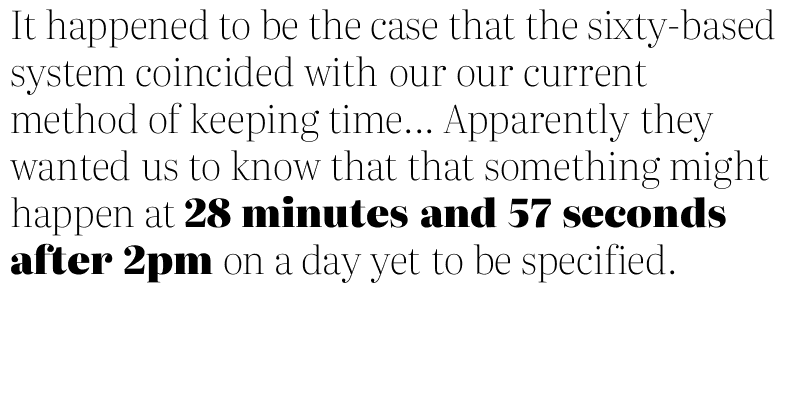 It happened to be the case that the sixty-based
system coincided with our our current
method of keeping time... Apparently they
wanted us to know that that something might
happen at 28 minutes and 57 seconds
after 2pm on a day yet to be specified.